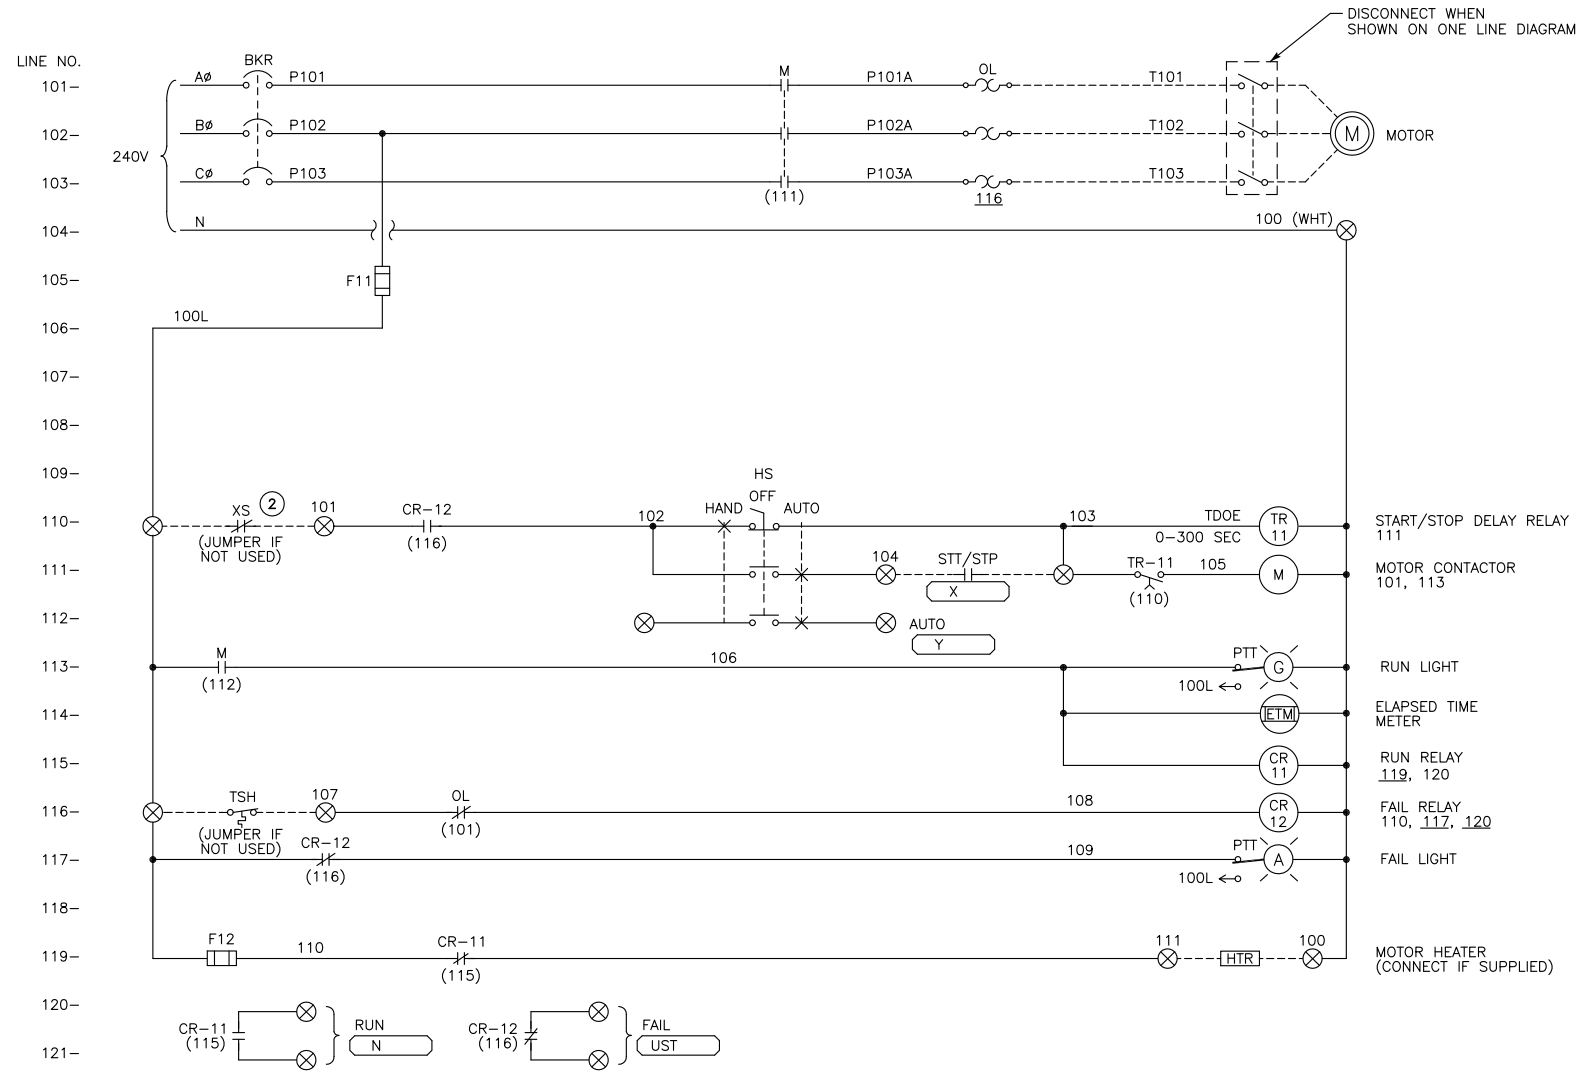 DISCONNECT WHEN
SHOWN ON ONE LINE DIAGRAM
LINE NO.
BKR
101– AØ P101 M P101A OL T101
102– BØ P102 P102A T102 M MOTOR
240V
103– CØ P103 (111) P103A 116 T103
104– N 100 (WHT)
105– F11
106– 100L
107–
108–
109–
HS
OFF
HAND AUTO
110– XS 2 101 CR–12 102 103 TDOE TR 11 START/STOP DELAY RELAY
(JUMPER IF (116) 0–300 SEC 111
NOT USED)
111– 104 STT/STP TR–11 105 M MOTOR CONTACTOR
X (110) 101, 113
112– AUTO
Y
113– M 106 PTT G RUN LIGHT
(112) 100L
114– ETM ELAPSED TIME
METER
115– CR 11 RUN RELAY
119, 120
116– TSH 107 OL 108 CR 12 FAIL RELAY
(JUMPER IF (101) 110, 117, 120
NOT USED)
117– CR–12 109 PTT A FAIL LIGHT
(116) 100L
118–
119– F12 110 CR–11 111 HTR 100 MOTOR HEATER
(115) (CONNECT IF SUPPLIED)
120–
CR–11 RUN CR–12 FAIL
(115) N (116) UST
121–